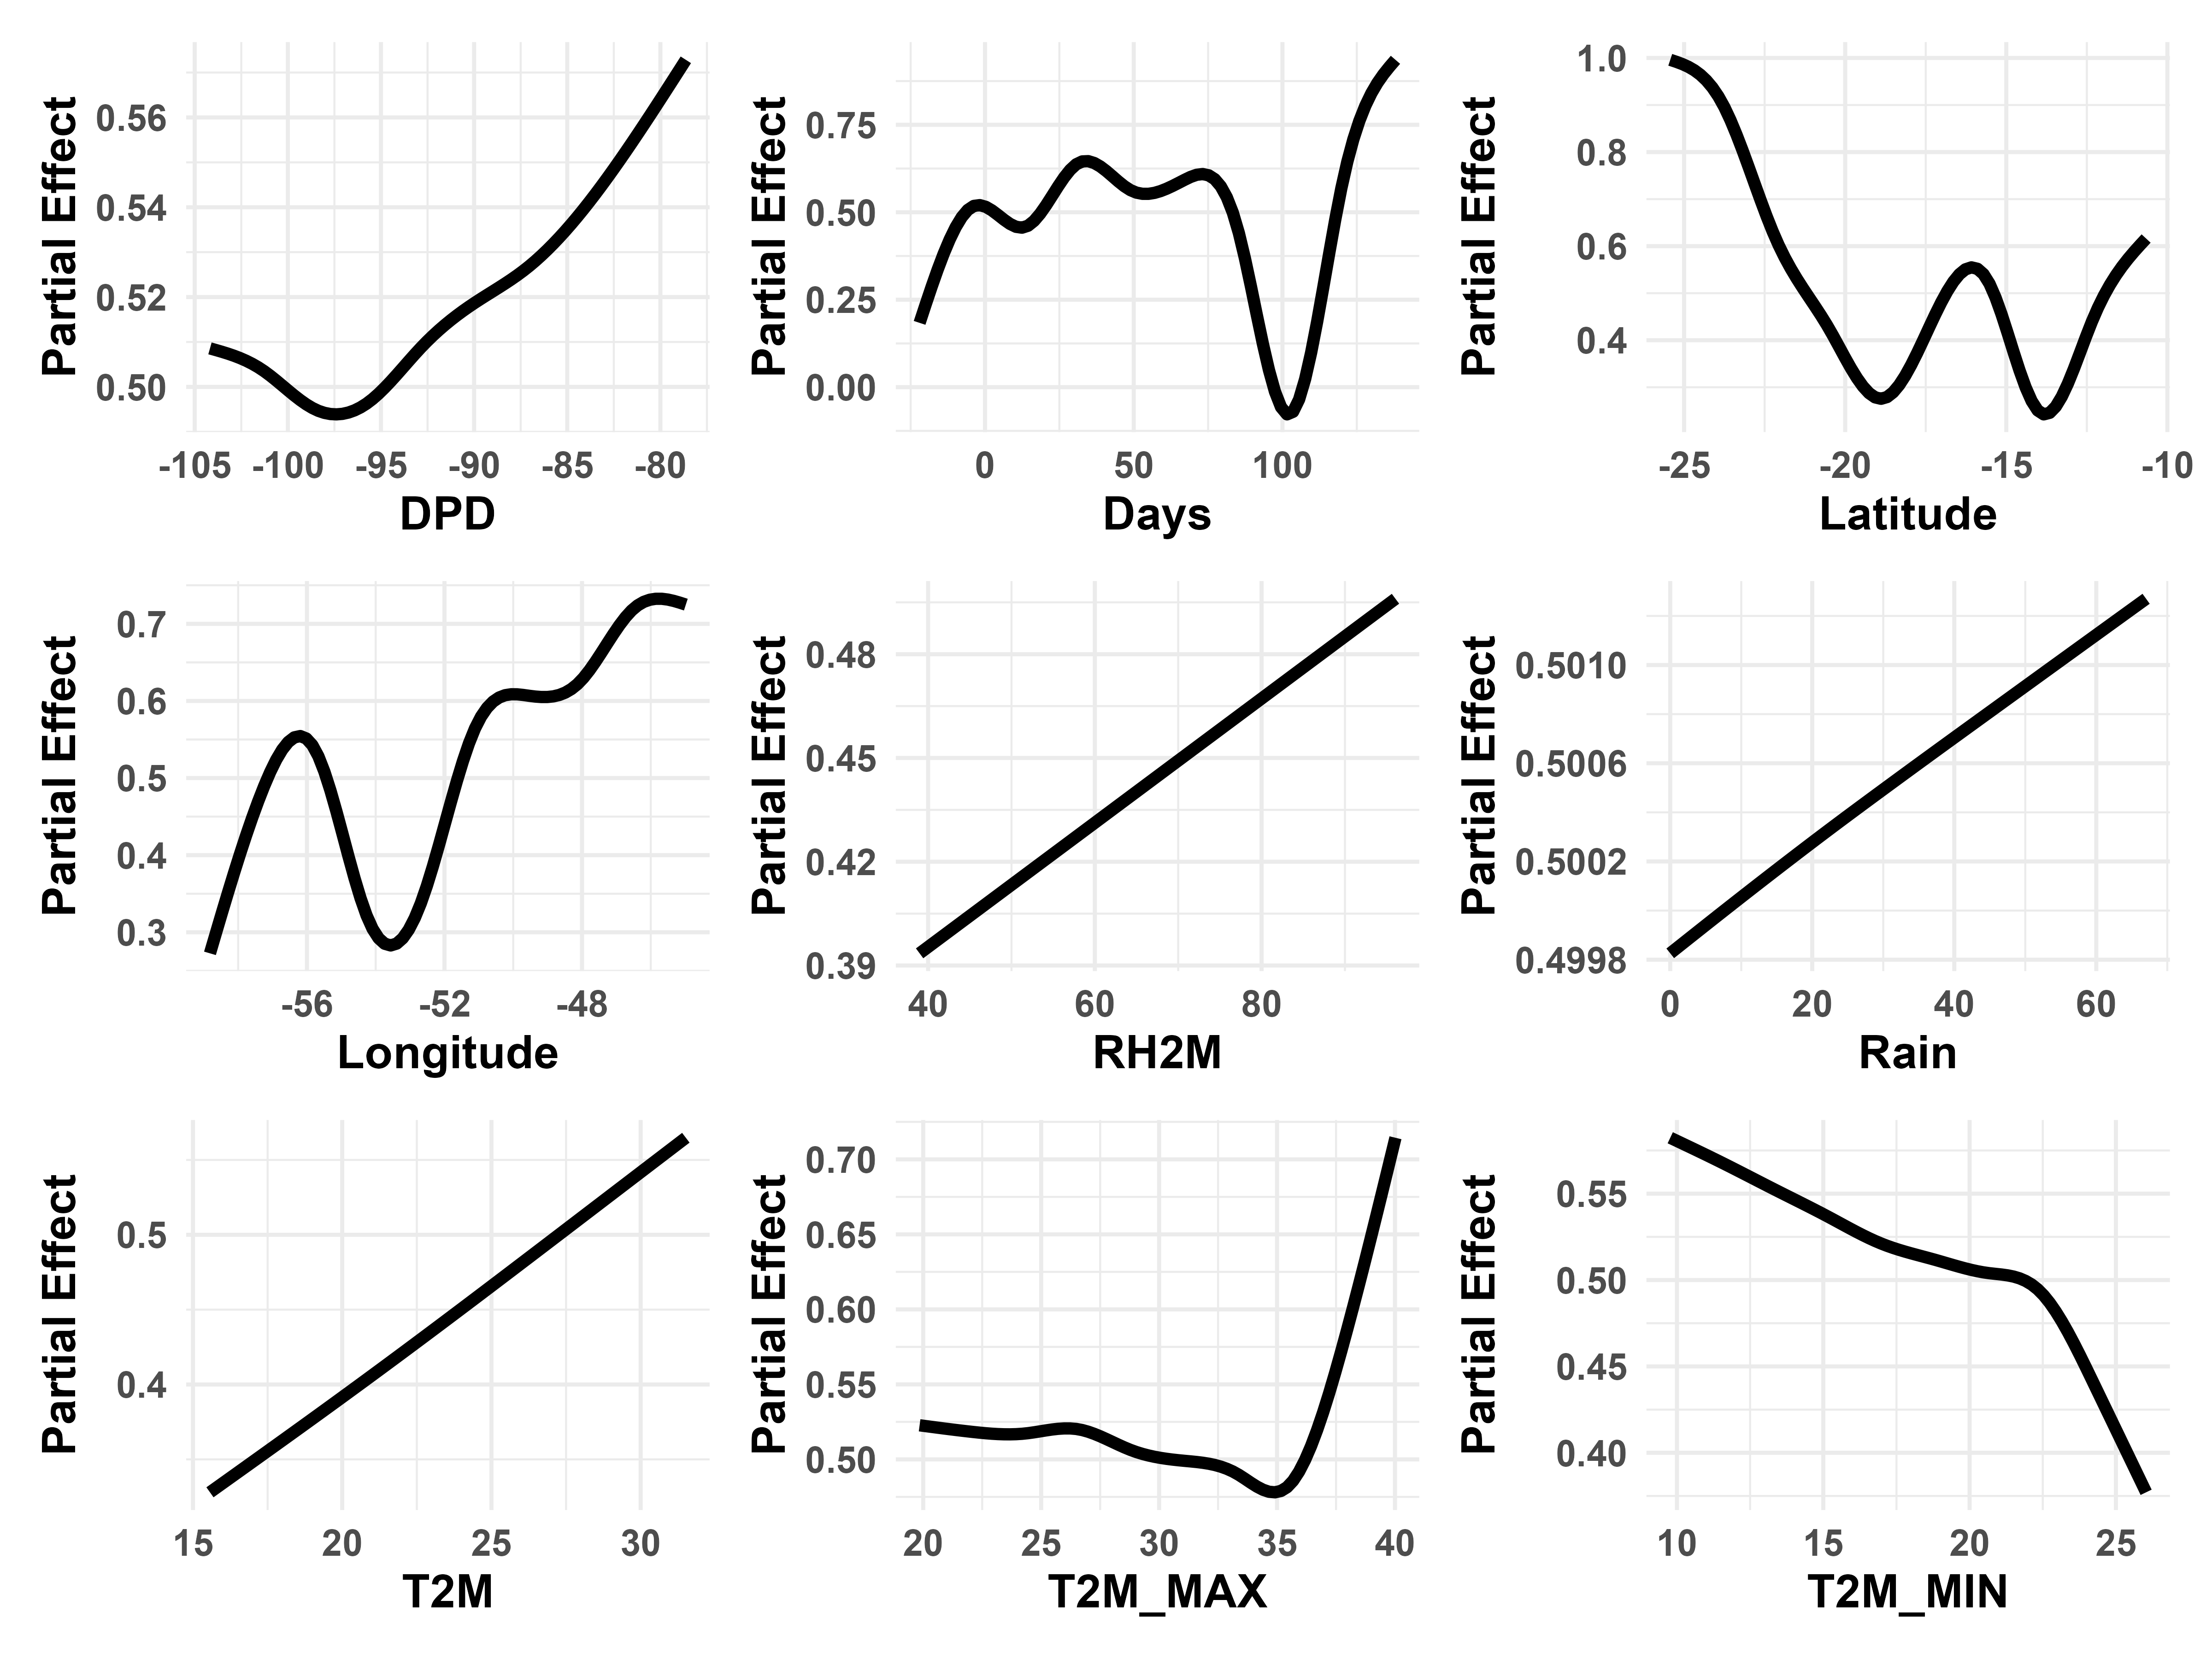 Partial Effect
0.56
0.54
0.52
0.50
-105 -100 -95 -90 -85 -80
DPD
Partial Effect
0.75
0.50
0.25
0.00
0 50 100
Days
Partial Effect
1.0
0.8
0.6
0.4
-25 -20 -15 -10
Latitude
Partial Effect
0.7
0.6
0.5
0.4
0.3
-56 -52 -48
Longitude
Partial Effect
0.48
0.45
0.42
0.39
40 60 80
RH2M
Partial Effect
0.5010
0.5006
0.5002
0.4998
0 20 40 60
Rain
Partial Effect
0.5
0.4
15 20 25 30
T2M
Partial Effect
0.70
0.65
0.60
0.55
0.50
20 25 30 35 40
T2M_MAX
Partial Effect
0.55
0.50
0.45
0.40
10 15 20 25
T2M_MIN